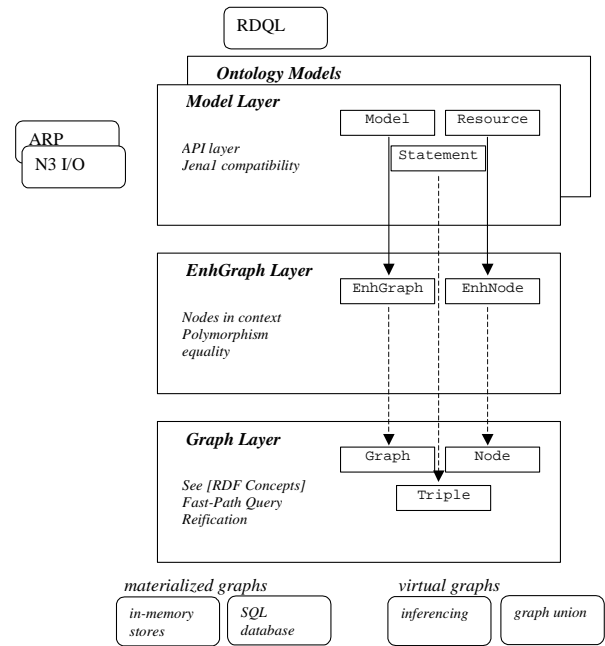 RDQL
Ontology Models
Model Layer
Model
Resource
API layer
Jena1 compatibility
Statement
ARP
N3 I/O
EnhGraph Layer
EnhGraph
EnhNode
Nodes in context
Polymorphism
equality
Graph Layer
Graph
Node
See [RDF Concepts]
Fast-Path Query
Reification
Triple
materialized graphs
virtual graphs
in-memory
stores
SQL
database
inferencing
graph union